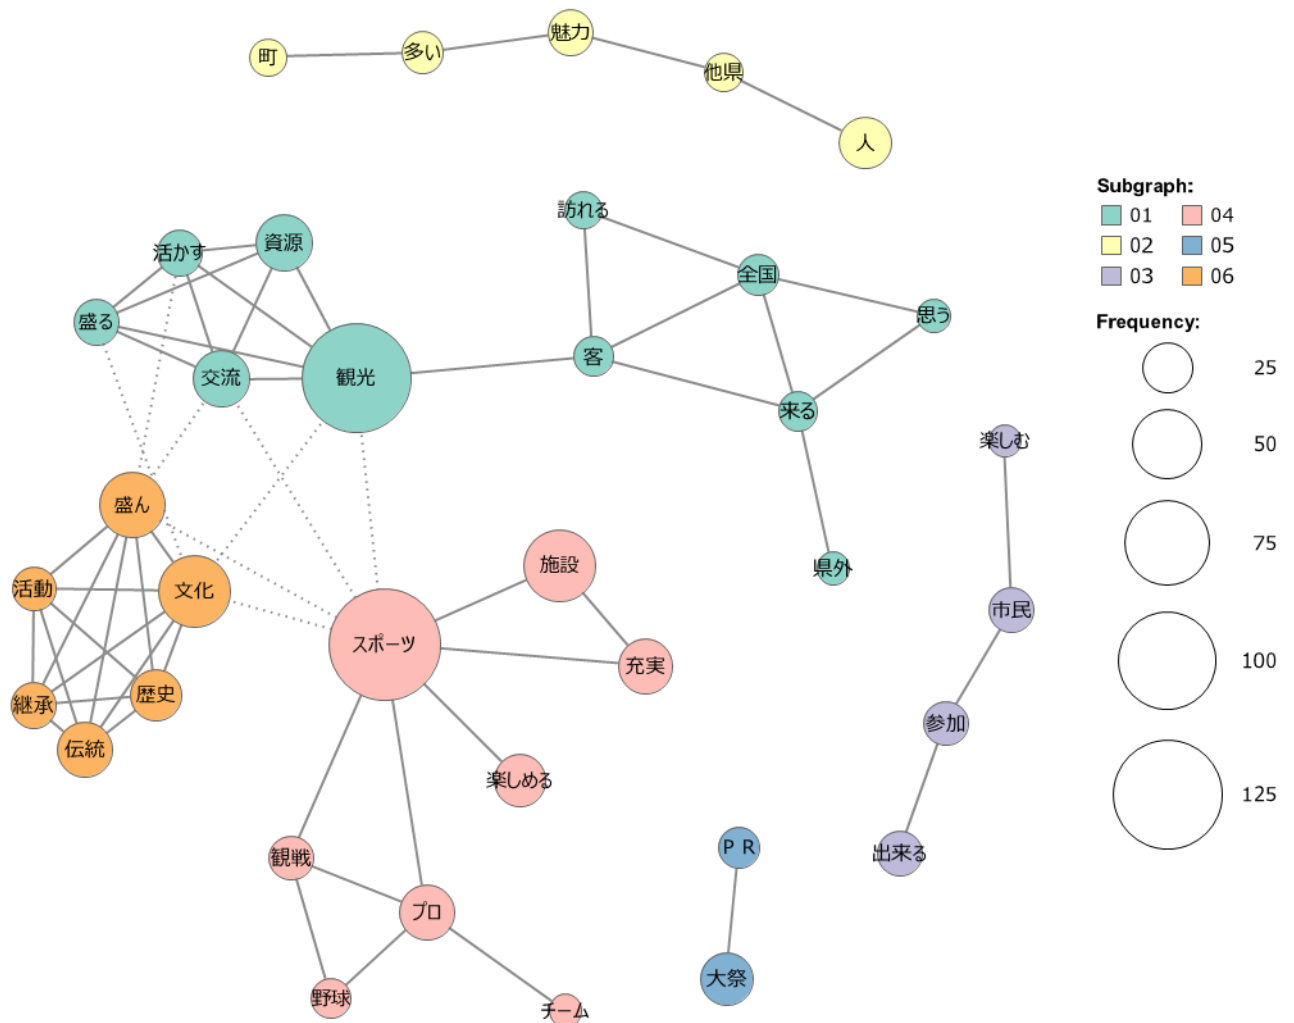 町
多い
魅力
他県
人
訪れる
活かす
資源
全国
盛る
思う
客
交流
観光
来る
楽しむ
盛ん
県外
施設
活動
文化
市民
スポーツ
充実
継承
歴史
参加
伝統
楽しめる
ＰＲ
出来る
観戦
プロ
大祭
野球
チーム
Subgraph:
01 04
02 05
03 06
Frequency:
25
50
75
100
125